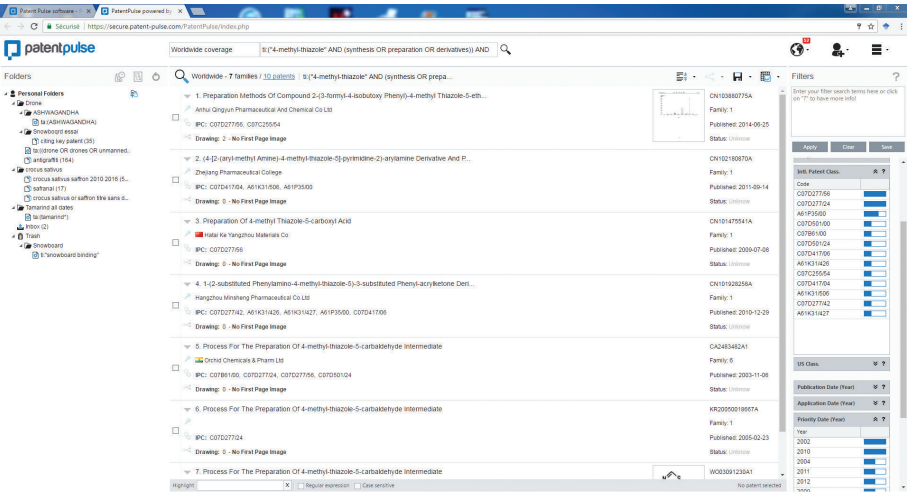 Patent Pulse software -
PatentPulse powered by
Sécurisé https://secure.patent-pulse.com/PatentPulse/index.php
patentpulse
Worldwide coverage
ti:("4-methyl-thiazole" AND (synthesis OR preparation OR derivatives)) AND
Folders
Personal Folders
Drone
ASHWAGANDHA
ta:(ASHWAGANDHA)
Snowboard essai
citing key patent (35)
ta:((drone OR drones OR unmanned..
antigraffiti (164)
crocus sativus
crocus sativus saffron 2010 2016 (5...
safranal (17)
crocus sativus or saffron titre sans d...
Tamarind all dates
ta:(tamarind*)
Inbox (2)
Trash
Snowboard
ti:"snowboard binding"
Worldwide - 7 families / 10 patents | ti:("4-methyl-thiazole" AND (synthesis OR prepa...
1. Preparation Methods Of Compound 2-(3-formyl-4-isobutoxy Phenyl)-4-methyl Thiazole-5-eth...
Anhui Qingyun Pharmaceutical And Chemical Co Ltd
IPC: C07D277/56, C07C255/54
Drawing: 2 - No First Page Image
CN103880775A
Family: 1
Published: 2014-06-25
Status: Unknow
2. (4-[2-(aryl-methyl Amine)-4-methyl-thiazole-5]-pyrimidine-2)-arylamine Derivative And P...
Zhejiang Pharmaceutical College
IPC: C07D417/04, A61K31/506, A61P35/00
Drawing: 0 - No First Page Image
CN102180870A
Family: 1
Published: 2011-09-14
Status: Unknow
3. Preparation Of 4-methyl Thiazole-5-carboxyl Acid
Hatai Ke Yangzhou Materials Co
IPC: C07D277/56
Drawing: 0 - No First Page Image
CN101475541A
Family: 1
Published: 2009-07-08
Status: Unknow
4. 1-(2-substituted Phenylamino-4-methyl-thiazole-5)-3-substituted Phenyl-acrylketone Deri...
Hangzhou Minsheng Pharmaceutical Co Ltd
IPC: C07D277/42, A61K31/426, A61K31/427, A61P35/00, C07D417/06
Drawing: 0 - No First Page Image
CN101928256A
Family: 1
Published: 2010-12-29
Status: Unknow
5. Process For The Preparation Of 4-methyl-thiazole-5-carbaldehyde Intermediate
Orchid Chemicals & Pharm Ltd
IPC: C07B61/00, C07D277/24, C07D277/56, C07D501/24
Drawing: 0 - No First Page Image
CA2483482A1
Family: 6
Published: 2003-11-06
Status: Unknow
6. Process For The Preparation Of 4-methyl-thiazole-5-carbaldehyde Intermediate
IPC: C07D277/24
Drawing: 0 - No First Page Image
KR20050018667A
Family: 1
Published: 2005-02-23
Status: Unknow
7. Process For The Preparation Of 4-methyl-thiazole-5-carbaldehyde Intermediate
WO03091230A1
Highlight
X
Regular expression
Case sensitive
No patent selected
Filters
?
Enter your filter search terms here or click
on "?" to have more info!
Apply
Clear
Save
Intl. Patent Class.
?
Code
C07D277/56
C07D277/24
A61P35/00
C07D501/00
C07B61/00
C07D501/24
C07D417/06
A61K31/426
C07C255/54
C07D417/04
A61K31/506
C07D277/42
A61K31/427
US Class.
?
Publication Date (Year)
?
Application Date (Year)
?
Priority Date (Year)
?
Year
2002
2010
2004
2011
2012
2009